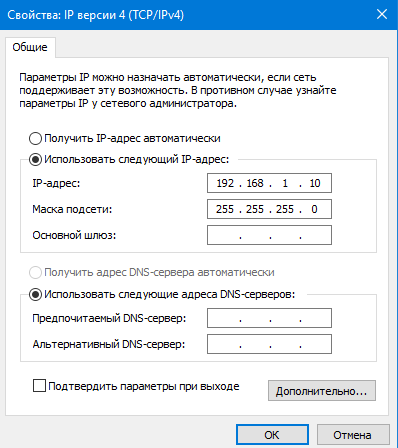 Свойства: IP версии 4 (TCP/IPv4)
Общие
Параметры IP можно назначать автоматически, если сеть
поддерживает эту возможность. В противном случае узнайте
параметры IP у сетевого администратора.
Получить IP-адрес автоматически
Использовать следующий IP-адрес:
IP-адрес: 192 . 168 . 1 . 10
Маска подсети: 255 . 255 . 255 . 0
Основной шлюз: . . .
Получить адрес DNS-сервера автоматически
Использовать следующие адреса DNS-серверов:
Предпочитаемый DNS-сервер: . . .
Альтернативный DNS-сервер: . . .
Подтвердить параметры при выходе
Дополнительно...
ОК Отмена